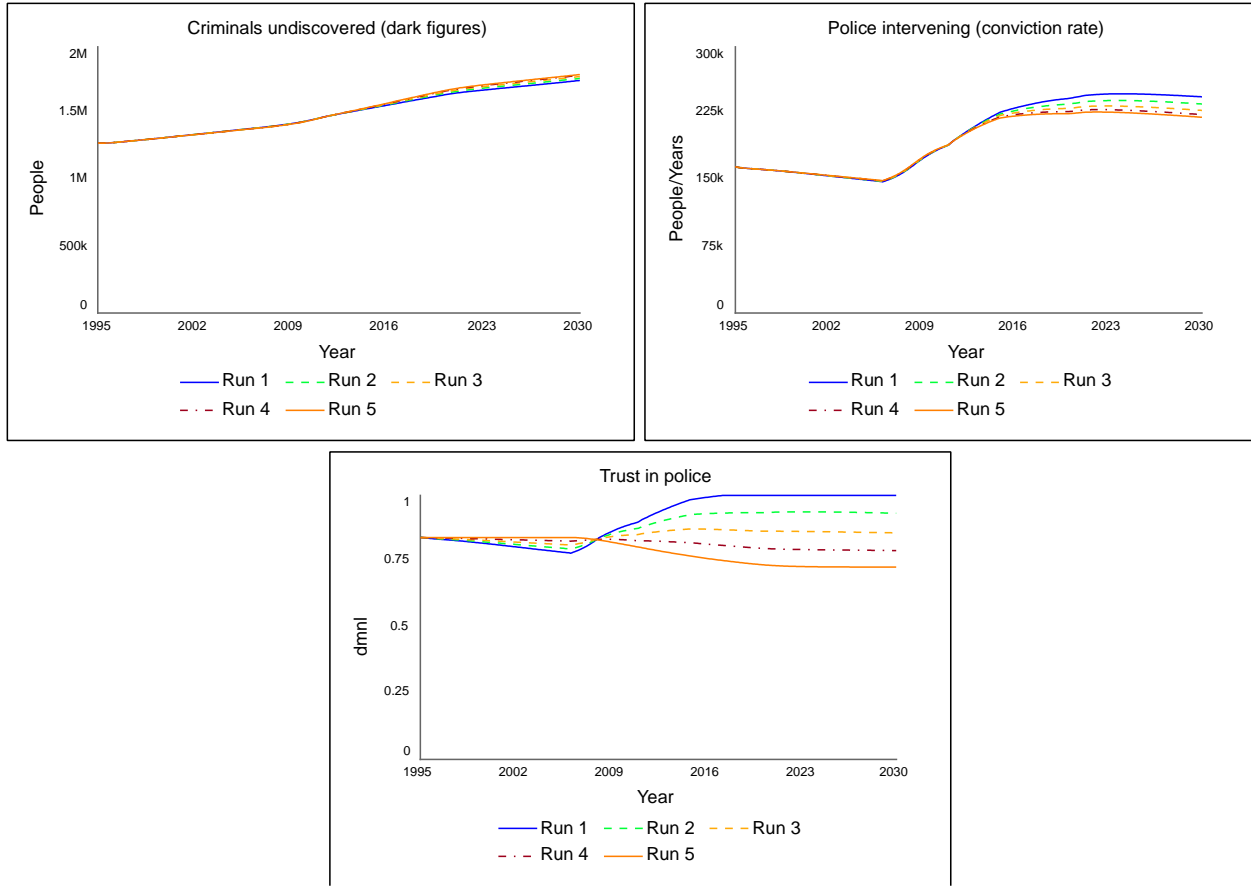 Criminals undiscovered (dark figures)
2M
1.5M
1M
500k
0
People
1995 2002 2009 2016 2023 2030
Year
Run 1 Run 2 Run 3
Run 4 Run 5
Police intervening (conviction rate)
300k
225k
150k
75k
0
People/Years
1995 2002 2009 2016 2023 2030
Year
Run 1 Run 2 Run 3
Run 4 Run 5
Trust in police
1
0.75
0.5
0.25
0
dmnl
1995 2002 2009 2016 2023 2030
Year
Run 1 Run 2 Run 3
Run 4 Run 5